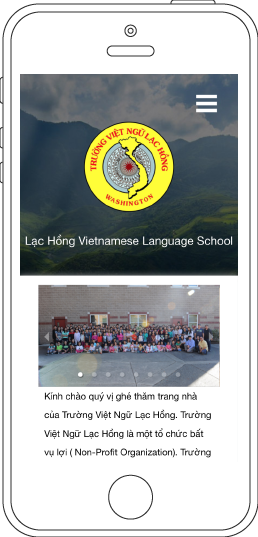 TRƯỜNG VIỆT NGỮ LẠC HỒNG
WASHINGTON
Lạc Hồng Vietnamese Language School
Kính chào quý vị ghé thăm trang nhà
của Trường Việt Ngữ Lạc Hồng. Trường
Việt Ngữ Lạc Hồng là một tổ chức bất
vụ lợi ( Non-Profit Organization). Trường